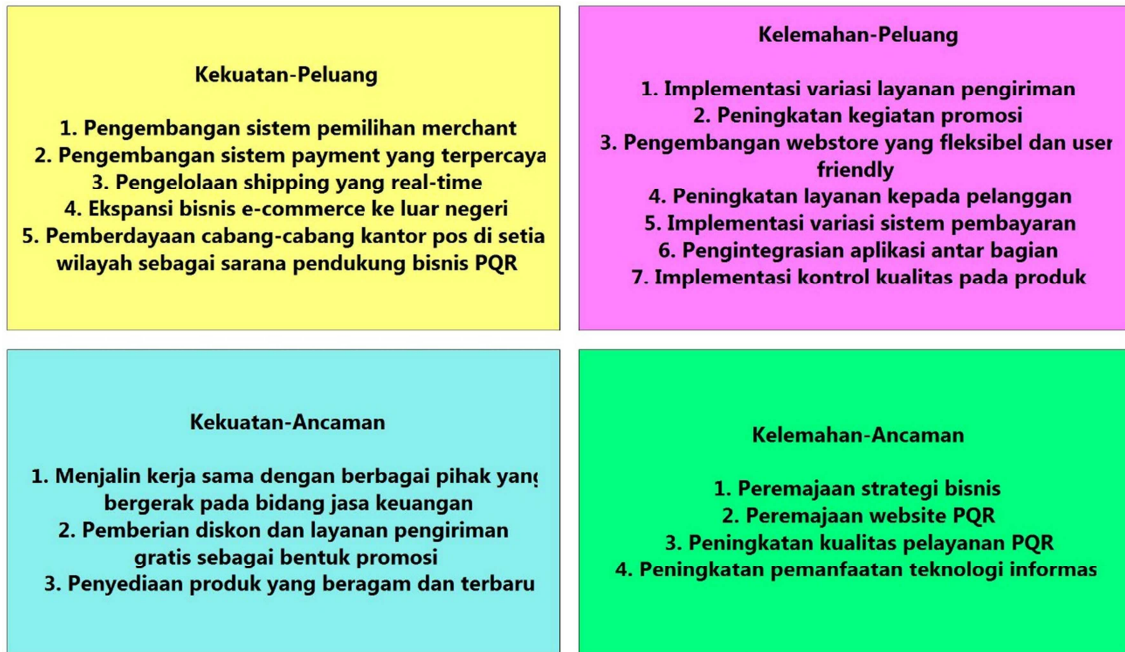 Kekuatan-Peluang
1. Pengembangan sistem pemilihan merchant
2. Pengembangan sistem payment yang terpercaya
3. Pengelolaan shipping yang real-time
4. Ekspansi bisnis e-commerce ke luar negeri
5. Pemberdayaan cabang-cabang kantor pos di setia
wilayah sebagai sarana pendukung bisnis PQR
Kelemahan-Peluang
1. Implementasi variasi layanan pengiriman
2. Peningkatan kegiatan promosi
3. Pengembangan webstore yang fleksibel dan user
friendly
4. Peningkatan layanan kepada pelanggan
5. Implementasi variasi sistem pembayaran
6. Pengintegrasian aplikasi antar bagian
7. Implementasi kontrol kualitas pada produk
Kekuatan-Ancaman
1. Menjalin kerja sama dengan berbagai pihak yang
bergerak pada bidang jasa keuangan
2. Pemberian diskon dan layanan pengiriman
gratis sebagai bentuk promosi
3. Penyediaan produk yang beragam dan terbaru
Kelemahan-Ancaman
1. Peremajaan strategi bisnis
2. Peremajaan website PQR
3. Peningkatan kualitas pelayanan PQR
4. Peningkatan pemanfaatan teknologi informas